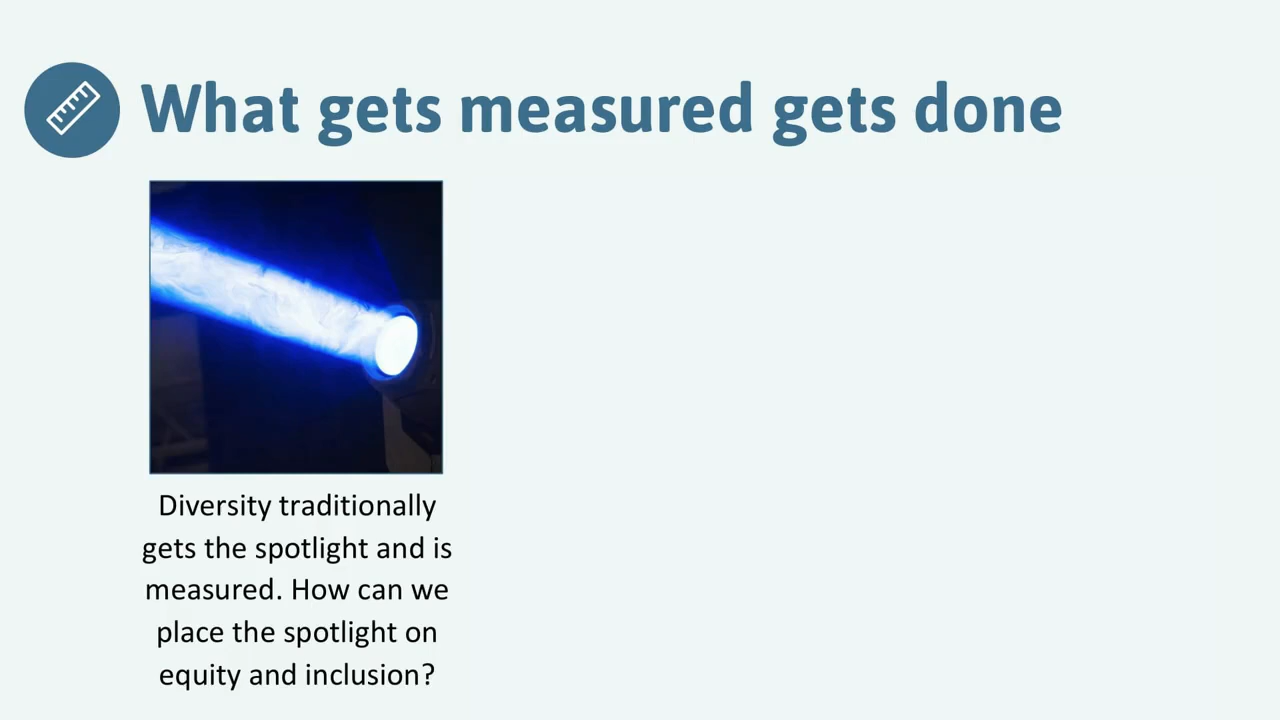 What gets measured gets done
Diversity traditionally
gets the spotlight and is
measured. How can we
place the spotlight on
equity and inclusion?